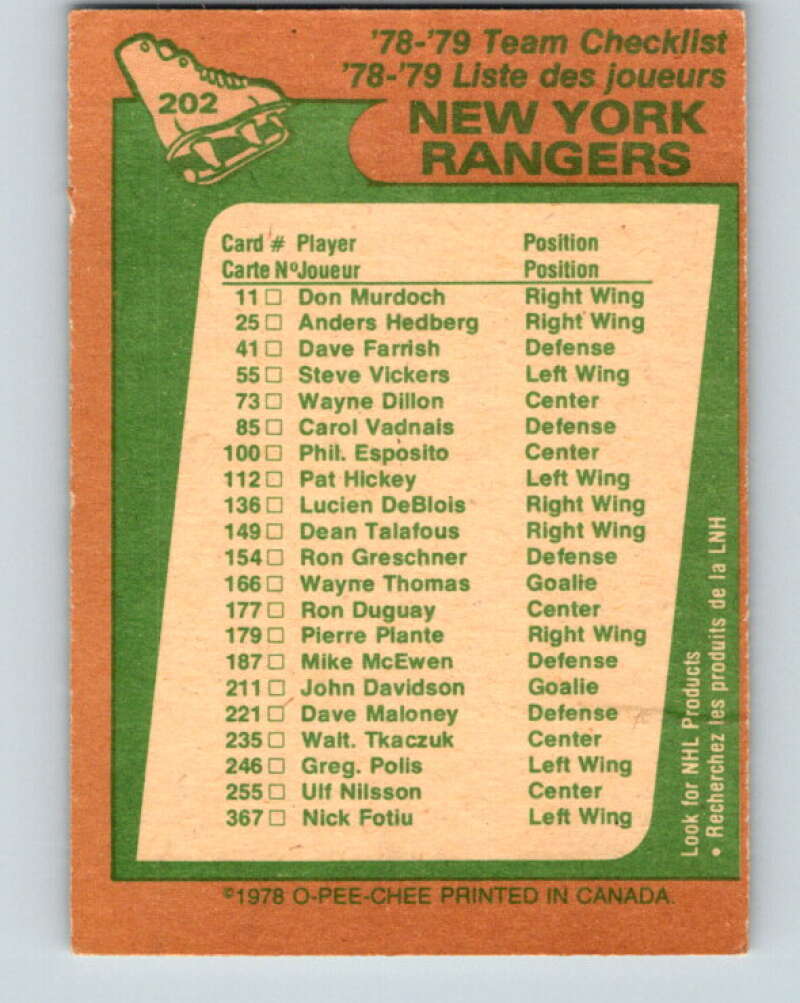 '78-'79 Team Checklist
'78-'79 Liste des joueurs
202
NEW YORK
RANGERS
Card # Player Position
Carte Nº Joueur Position
11 □ Don Murdoch Right Wing
25 □ Anders Hedberg Right Wing
41 □ Dave Farrish Defense
55 □ Steve Vickers Left Wing
73 □ Wayne Dillon Center
85 □ Carol Vadnais Defense
100 □ Phil. Esposito Center
112 □ Pat Hickey Left Wing
136 □ Lucien DeBlois Right Wing
149 □ Dean Talafous Right Wing
154 □ Ron Greschner Defense
166 □ Wayne Thomas Goalie
177 □ Ron Duguay Center
179 □ Pierre Plante Right Wing
187 □ Mike McEwen Defense
211 □ John Davidson Goalie
221 □ Dave Maloney Defense
235 □ Walt. Tkaczuk Center
246 □ Greg. Polis Left Wing
255 □ Ulf Nilsson Center
367 □ Nick Fotiu Left Wing
Look for NHL Products
• Recherchez les produits de la LNH
©1978 O-PEE-CHEE PRINTED IN CANADA.